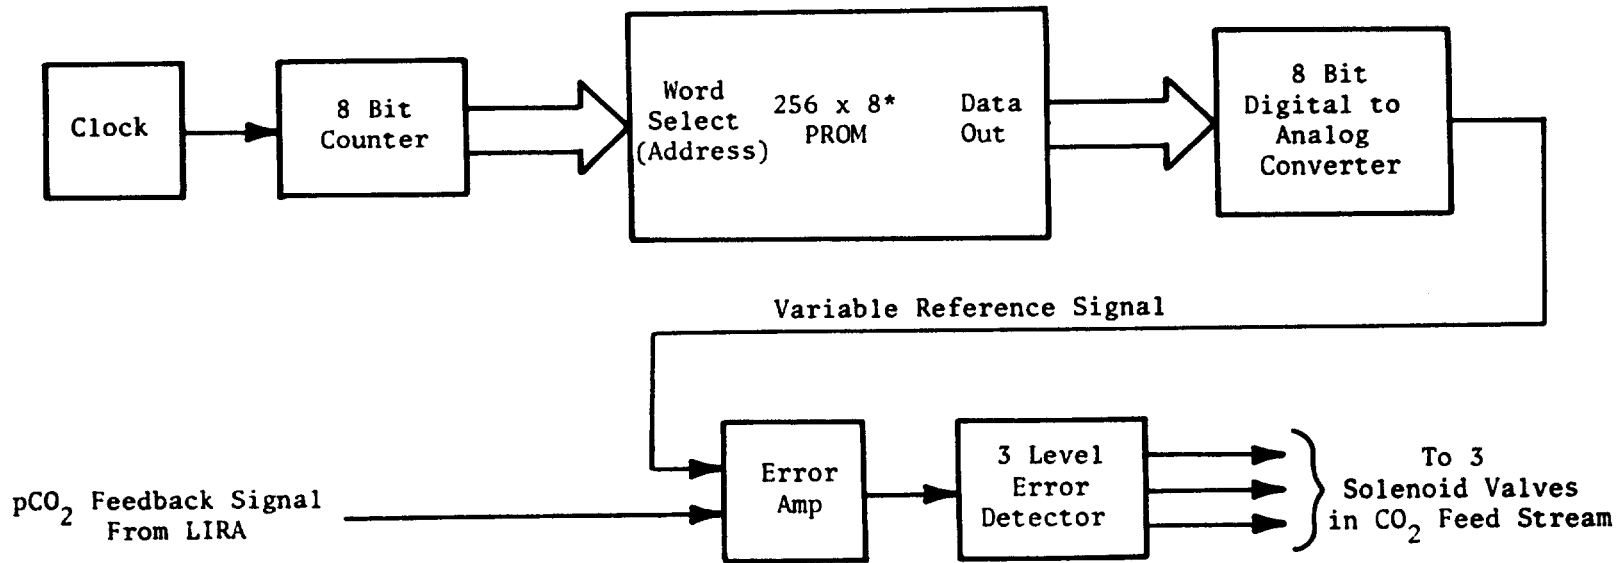 Clock
8 Bit
Counter
Word
Select
(Address)
256 x 8*
PROM
Data
Out
8 Bit
Digital to
Analog
Converter
Variable Reference Signal
pCO2 Feedback Signal
From LIRA
Error
Amp
3 Level
Error
Detector
To 3
Solenoid Valves
in CO2 Feed Stream